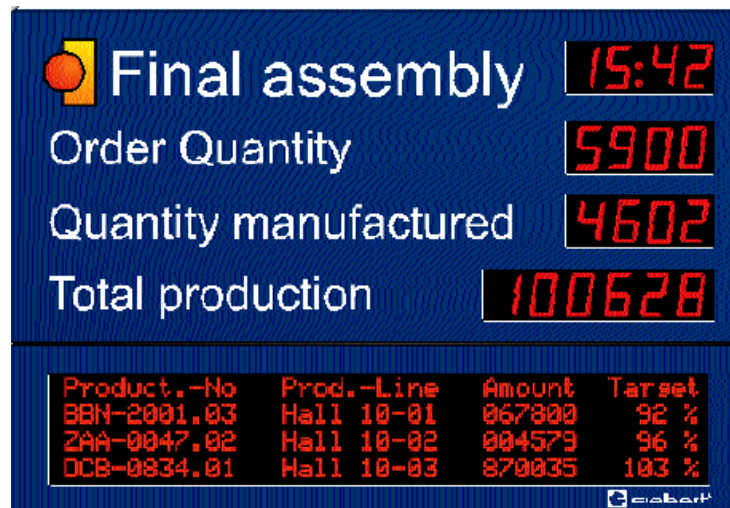 Final assembly 15:42
Order Quantity 5900
Quantity manufactured 4602
Total production 100628
Product.-No Prod.-Line Amount Target
BBN-2001.03 Hall 10-01 067800 92 %
ZAA-0047.02 Hall 10-02 004579 96 %
DCB-0834.01 Hall 10-03 870035 103 %